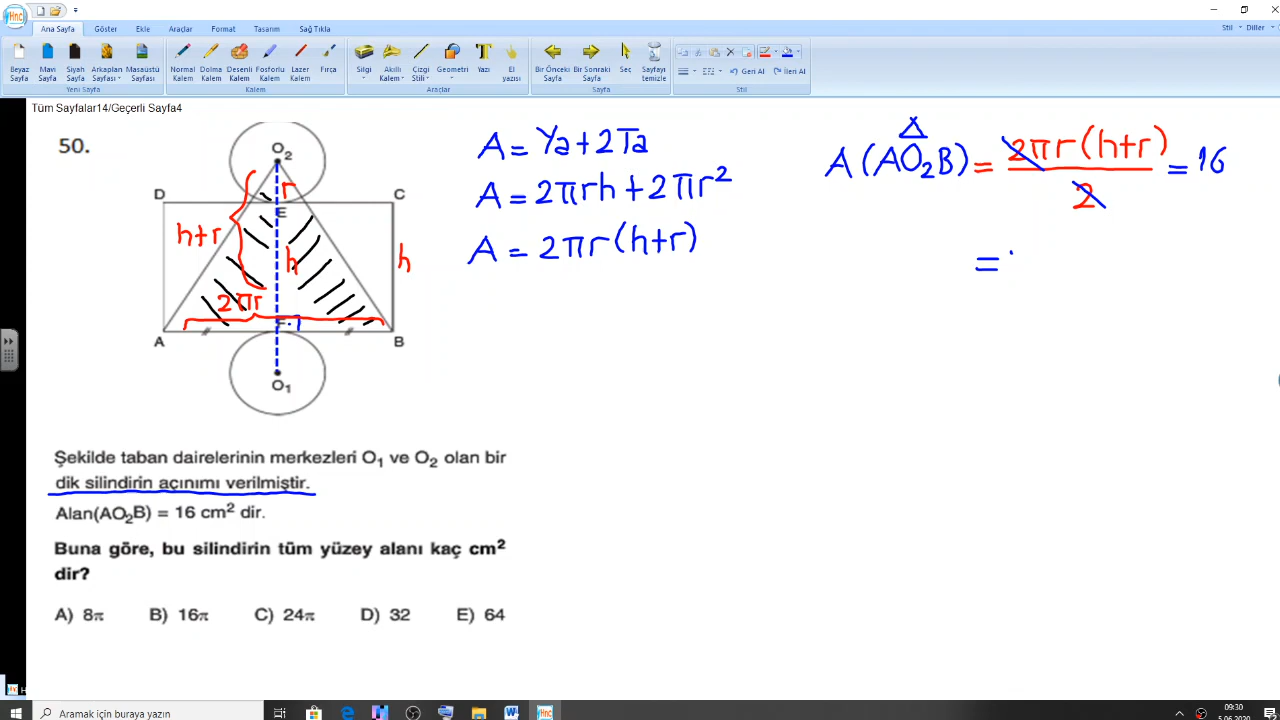 yHnc
Ana Sayfa Göster Ekle Araçlar Format Tasarım Sağ Tıkla
Stil Diller
Beyaz Sayfa Mavi Sayfa Siyah Sayfa Arkaplan Sayfası Masaüstü Sayfası
Normal Kalem Dolma Kalem Desenli Kalem Fosforlu Kalem Lazer Kalem Fırça
Silgi Akıllı Kalem Çizgi Stili Geometri Yazı El yazısı
Bir Önceki Sayfa Bir Sonraki Sayfa Seç Sayfayı temizle
Geri Al İleri Al
Yeni Sayfa Kalem Araçlar Sayfa Stil
Tüm Sayfalar14/Geçerli Sayfa4
50.
O₂
r
D E C
h+r h h
2πr
A F B
O₁
A = Ya + 2Ta
A = 2πrh + 2πr²
A = 2πr(h+r)
A(AO₂B) = 2πr(h+r) / 2 = 16
=
Şekilde taban dairelerinin merkezleri O₁ ve O₂ olan bir
dik silindirin açınımı verilmiştir.
Alan(AO₂B) = 16 cm² dir.
Buna göre, bu silindirin tüm yüzey alanı kaç cm²
dir?
A) 8π B) 16π C) 24π D) 32 E) 64
Aramak için buraya yazın
09:30
5.06.2020